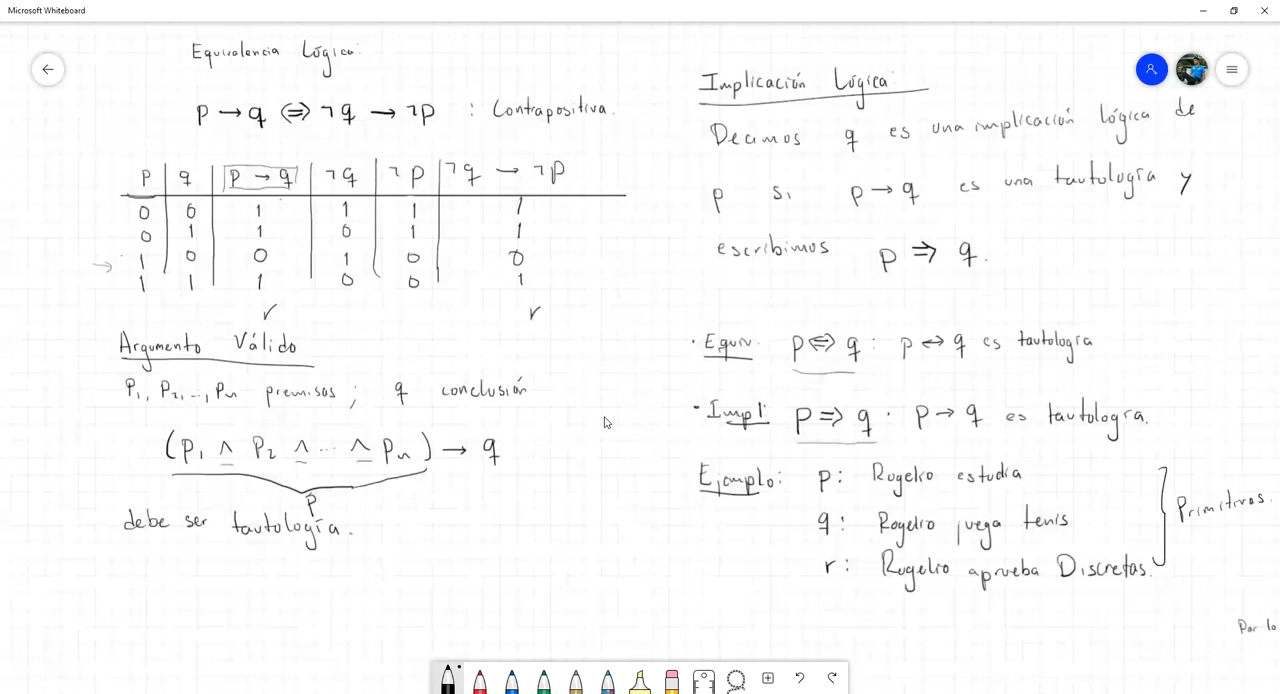 Microsoft Whiteboard
Equivalencia Lógica:
p → q ⟺ ¬q → ¬p : Contrapositiva.
p q p → q ¬q ¬p ¬q → ¬p
0 0 1 1 1 1
0 1 1 0 1 1
→ 1 0 0 1 0 0
1 1 1 0 0 1
Argumento Válido
P1, P2, ..., Pn premisas ; q conclusión
(P1 ∧ P2 ∧ ... ∧ Pn) → q
P
debe ser tautología.
Implicación Lógica:
Decimos q es una implicación lógica de
p si p → q es una tautología y
escribimos p ⇒ q.
· Equiv. p ⟺ q : p ↔ q es tautología
· Impl: p ⇒ q · p → q es tautología.
Ejemplo: p: Rogelio estudia
q: Rogelio juega tenis
r: Rogelio aprueba Discretas.
Primitivas.
Por lo